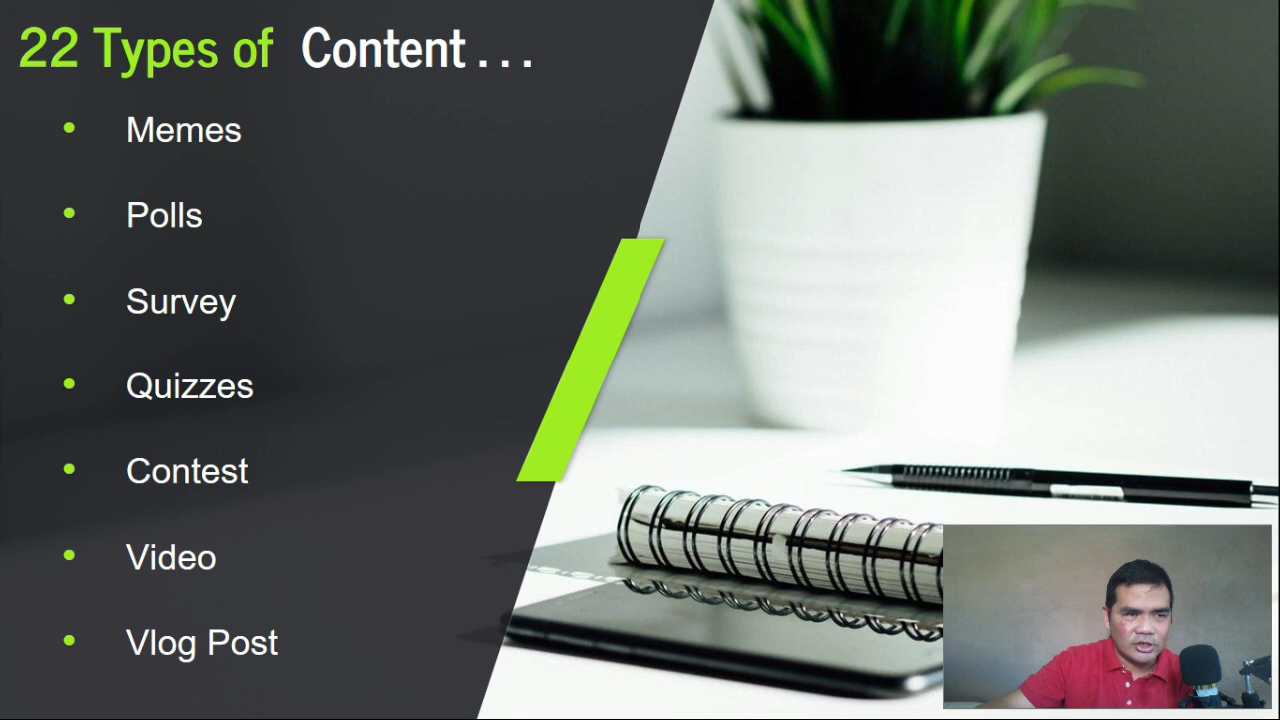 22 Types of Content . . .
• Memes
• Polls
• Survey
• Quizzes
• Contest
• Video
• Vlog Post